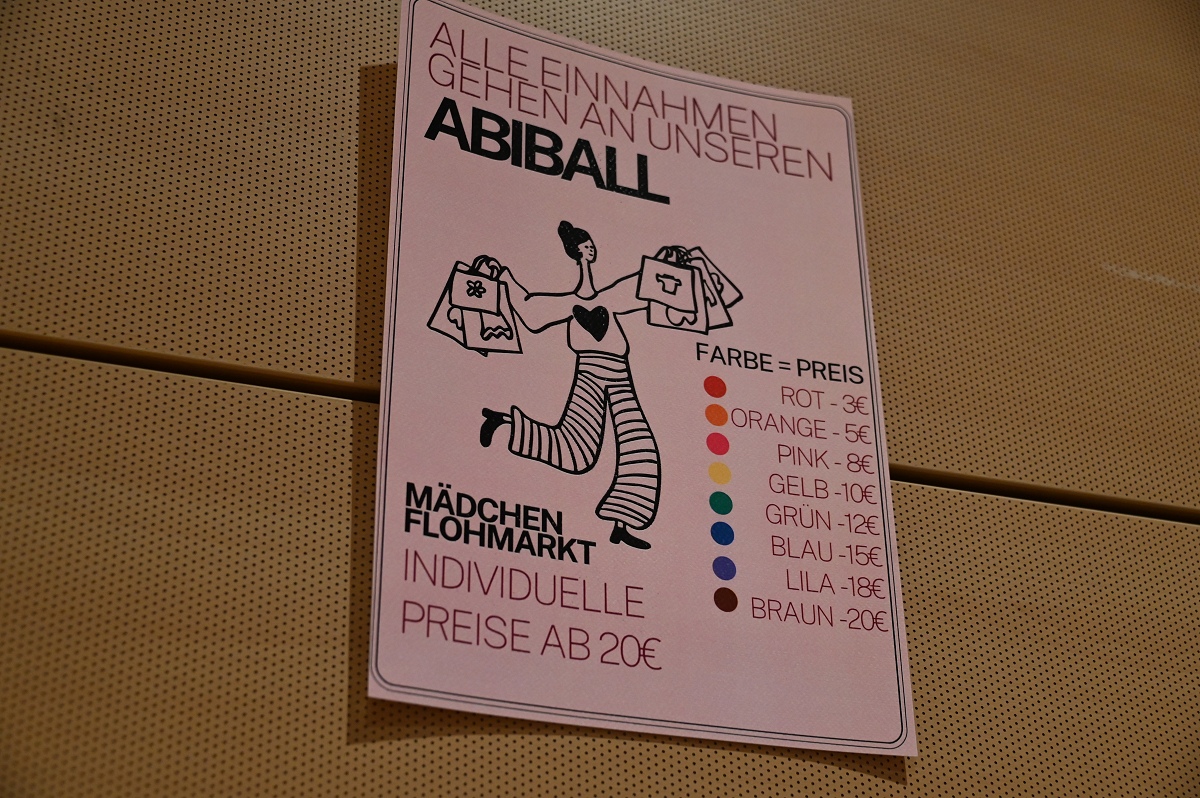 ALLE EINNAHMEN
GEHEN AN UNSEREN
ABIBALL
FARBE = PREIS
ROT - 3€
ORANGE - 5€
PINK - 8€
GELB -10€
GRÜN -12€
BLAU -15€
LILA -18€
BRAUN -20€
MÄDCHEN
FLOHMARKT
INDIVIDUELLE
PREISE AB 20€